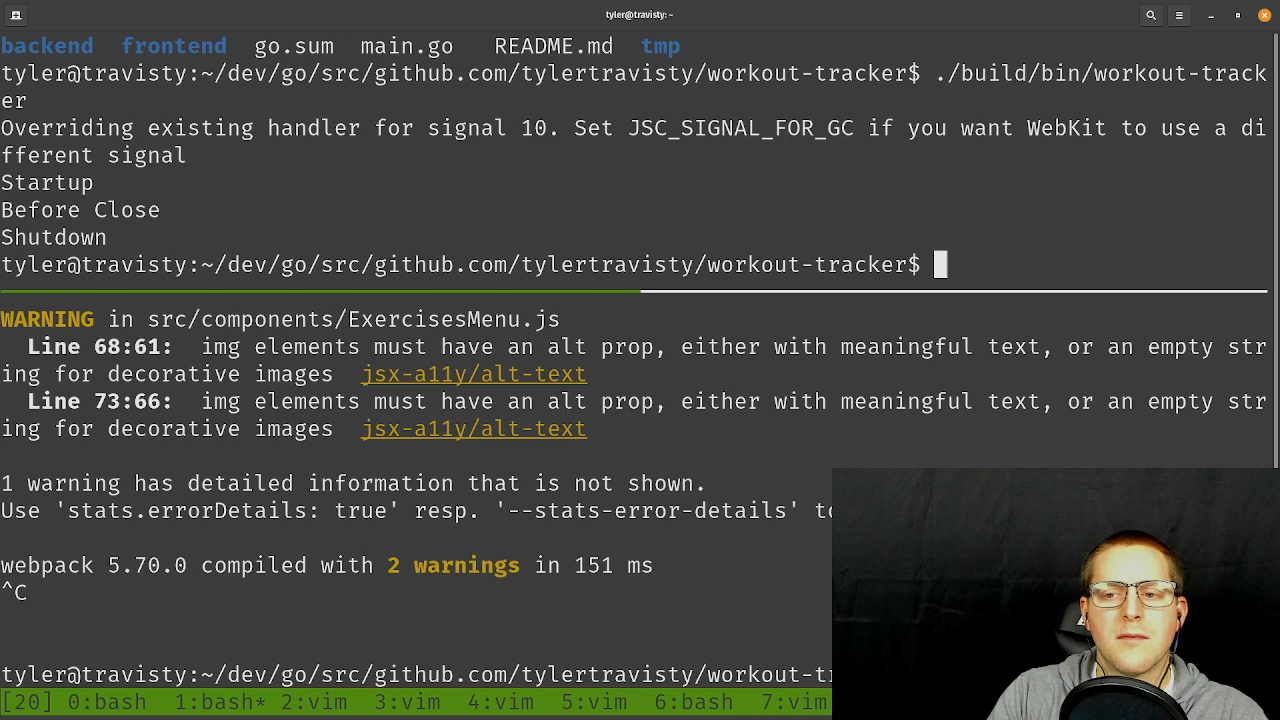 tyler@travisty:~
backend frontend go.sum main.go README.md tmp
tyler@travisty:~/dev/go/src/github.com/tylertravisty/workout-tracker$ ./build/bin/workout-track
er
Overriding existing handler for signal 10. Set JSC_SIGNAL_FOR_GC if you want WebKit to use a di
fferent signal
Startup
Before Close
Shutdown
tyler@travisty:~/dev/go/src/github.com/tylertravisty/workout-tracker$
WARNING in src/components/ExercisesMenu.js
Line 68:61: img elements must have an alt prop, either with meaningful text, or an empty str
ing for decorative images jsx-a11y/alt-text
Line 73:66: img elements must have an alt prop, either with meaningful text, or an empty str
ing for decorative images jsx-a11y/alt-text
1 warning has detailed information that is not shown.
Use 'stats.errorDetails: true' resp. '--stats-error-details' to
webpack 5.70.0 compiled with 2 warnings in 151 ms
^C
tyler@travisty:~/dev/go/src/github.com/tylertravisty/workout-t
[20] 0:bash 1:bash* 2:vim 3:vim 4:vim 5:vim 6:bash 7:vim